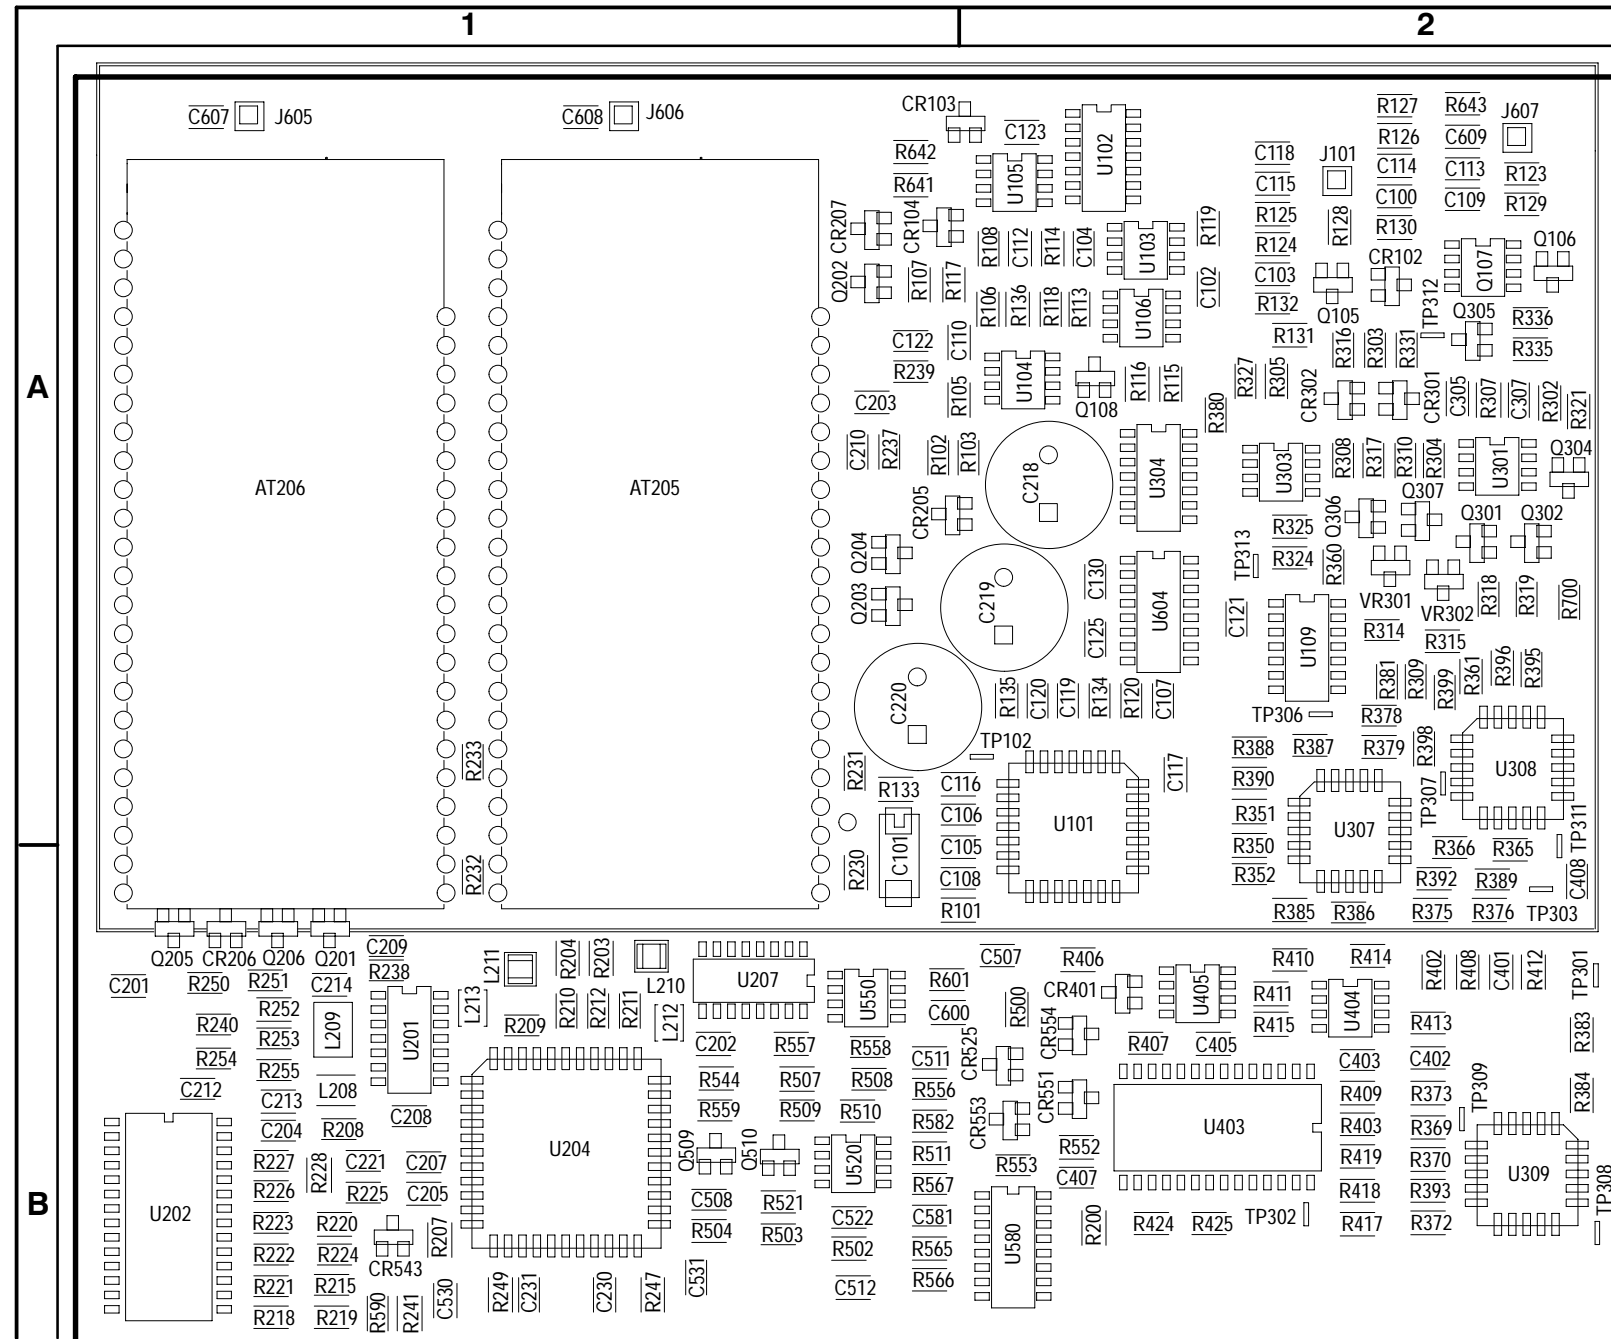 1 2
A
B
C607 J605 C608 J606 CR103 C123 U102 R127 R643 J607
R126 C609
R642 U105 C118 J101 C114 C113 R123
R641 C115 C100 C109 R129
CR207 CR104 R119 R125 R128 R130
R108 C112 R114 C104 U103 R124 CR102 Q107 Q106
Q202 R107 R117 C102 C103
R106 R136 R118 R113 U106 R132 Q105 TP312 Q305 R336
C122 C110 R131 R316 R303 R331 R335
R239 R105 U104 Q108 R116 R115 R327 R305 CR302 CR301 C305 R307 C307 R302 R321
C203 R380
C210 R237 R102 R103 C218 U304 U303 R308 R317 R310 R304 U301 Q304
AT206 AT205
CR205 R325 Q306 Q307 Q301 Q302
Q204 C219 C130 U604 TP313 R324 R360
Q203 C125 C121 U109 VR301 VR302 R318 R319 R700
R314 R315
C220 R135 C120 C119 R134 R120 C107 R381 R309 R399 R361 R396 R395
TP306 R378
R233 R231 TP102 C117 R388 R387 R379 R398 U308
R133 C116 R390 TP307
C106 U101 R351 U307 TP311
R232 R230 C101 C105 R350 R366 R365
C108 R352 R392 R389 C408
R101 R385 R386 R375 R376 TP303
Q205 CR206 Q206 Q201 C209 L211 R204 R203 L210 U207 U550 R601 C507 R406 R410 R414 R402 R408 C401 R412 TP301
C201 R250 R251 C214 R238 CR401 U405
R252 L209 U201 L213 R209 R210 R212 R211 L212 C600 R500 R411 U404
R240 R253 C202 R557 R558 CR525 CR554 R407 C405 R415 R413 R383
R254 R255 C511 C403 C402
C212 C213 L208 C208 R544 R507 R508 R556 CR553 CR551 R409 R373 TP309 R384
C204 R208 R559 R509 R510 R582 U403 R403 R369
U204 Q509 Q510 U520 R511 R553 R552 R419 R370 U309
R227 R228 C221 C207
R226 R225 C205 C508 R521 R567 C407 R418 R393 TP308
U202 R223 R220 R207 R504 R503 C522 C581 U580 R200 R424 R425 TP302 R417 R372
R222 R224 CR543 R502 R565
R221 R215 C530 R249 C231 C230 R247 C531 C512 R566
R218 R219 R590 R241